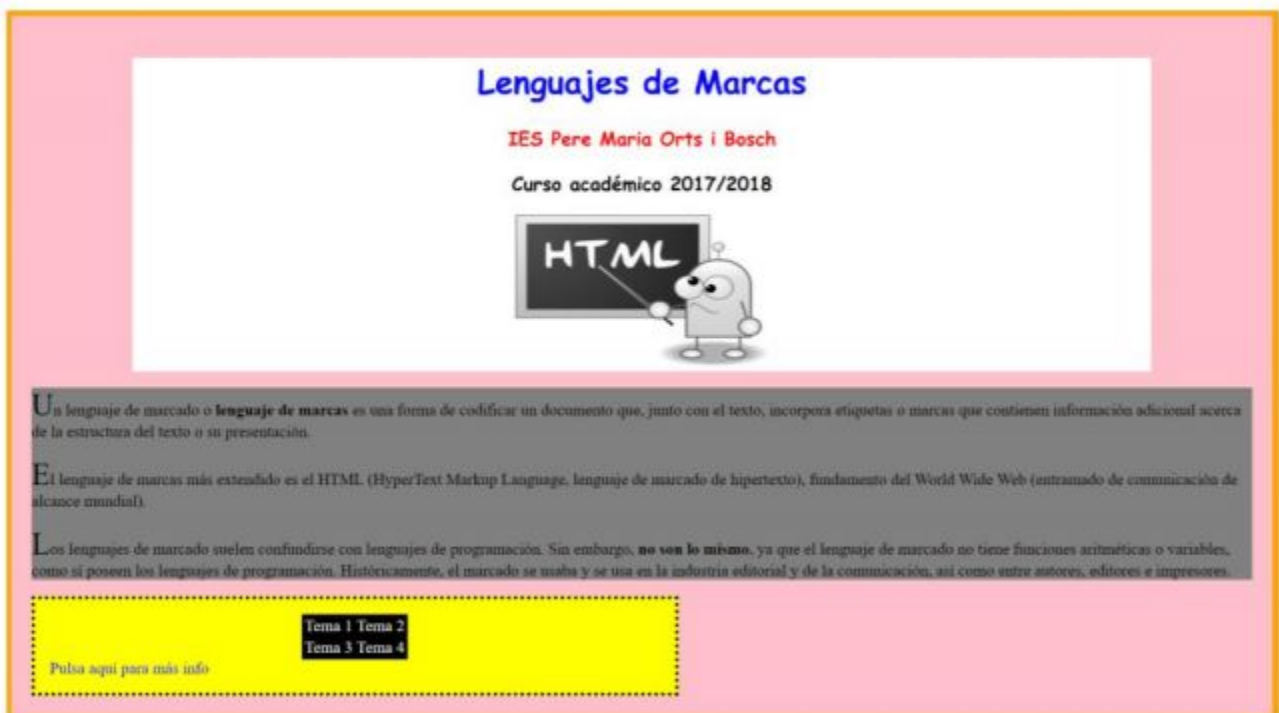 Lenguajes de Marcas
IES Pere Maria Orts i Bosch
Curso académico 2017/2018
HTML
Un lenguaje de marcado o lenguaje de marcas es una forma de codificar un documento que, junto con el texto, incorpora etiquetas o marcas que contienen información adicional acerca
de la estructura del texto o su presentación.
El lenguaje de marcas más extendido es el HTML (HyperText Markup Language, lenguaje de marcado de hipertexto), fundamento del World Wide Web (entramado de comunicación de
alcance mundial).
Los lenguajes de marcado suelen confundirse con lenguajes de programación. Sin embargo, no son lo mismo, ya que el lenguaje de marcado no tiene funciones aritméticas o variables,
como sí poseen los lenguajes de programación. Históricamente, el marcado se usaba y se usa en la industria editorial y de la comunicación, así como entre autores, editores e impresores.
Tema 1 Tema 2
Tema 3 Tema 4
Pulsa aquí para más info